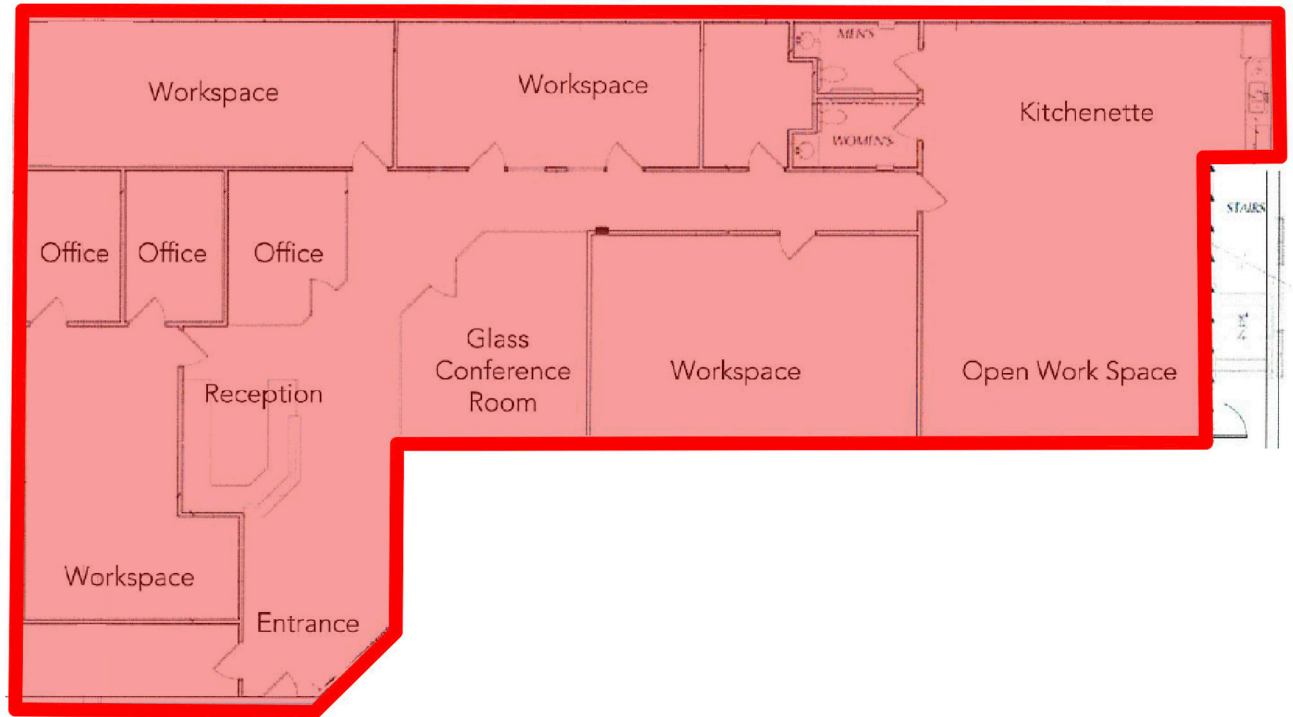 MEN'S
Workspace
Workspace
Kitchenette
WOMEN'S
STAIRS
Office
Office
Office
Glass
Conference
Room
Workspace
Open Work Space
Reception
Workspace
Entrance